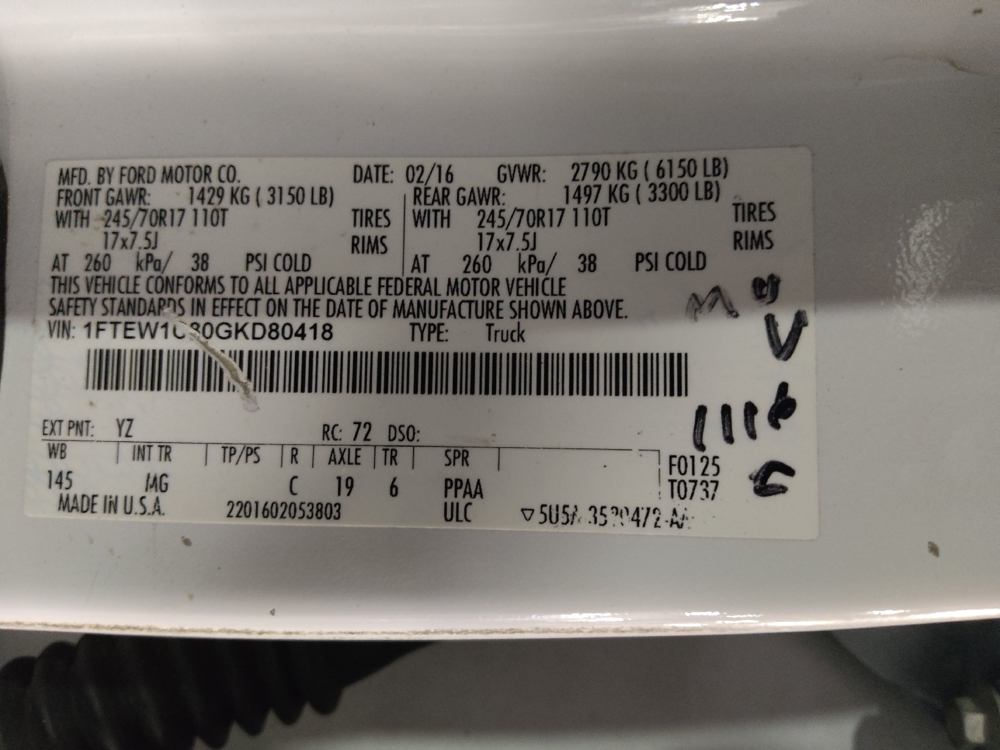 MFD. BY FORD MOTOR CO. DATE: 02/16 GVWR: 2790 KG ( 6150 LB)
FRONT GAWR: 1429 KG ( 3150 LB) REAR GAWR: 1497 KG ( 3300 LB)
WITH 245/70R17 110T TIRES WITH 245/70R17 110T TIRES
17x7.5J RIMS 17x7.5J RIMS
AT 260 kPa/ 38 PSI COLD AT 260 kPa/ 38 PSI COLD
THIS VEHICLE CONFORMS TO ALL APPLICABLE FEDERAL MOTOR VEHICLE
SAFETY STANDARDS IN EFFECT ON THE DATE OF MANUFACTURE SHOWN ABOVE.
VIN: TYPE: Truck
EXT PNT: YZ RC: 72 DSO:
WB INT TR TP/PS R AXLE TR SPR
145 MG C 19 6 PPAA
F0125
T0737
MADE IN U.S.A. 2201602053803 ULC